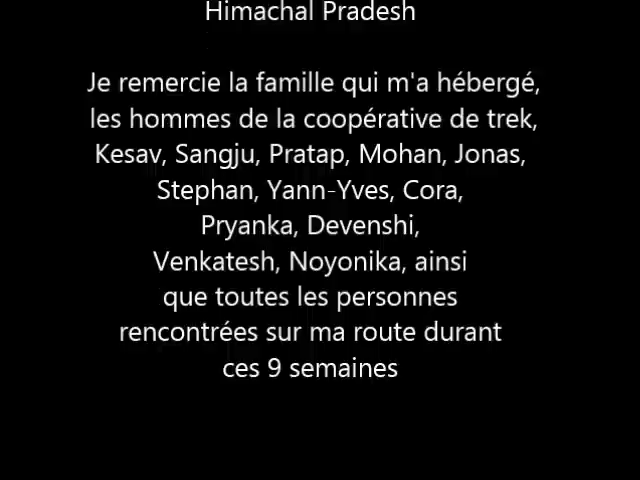 Himachal Pradesh
Je remercie la famille qui m'a hébergé,
les hommes de la coopérative de trek,
Kesav, Sangju, Pratap, Mohan, Jonas,
Stephan, Yann-Yves, Cora,
Pryanka, Devenshi,
Venkatesh, Noyonika, ainsi
que toutes les personnes
rencontrées sur ma route durant
ces 9 semaines